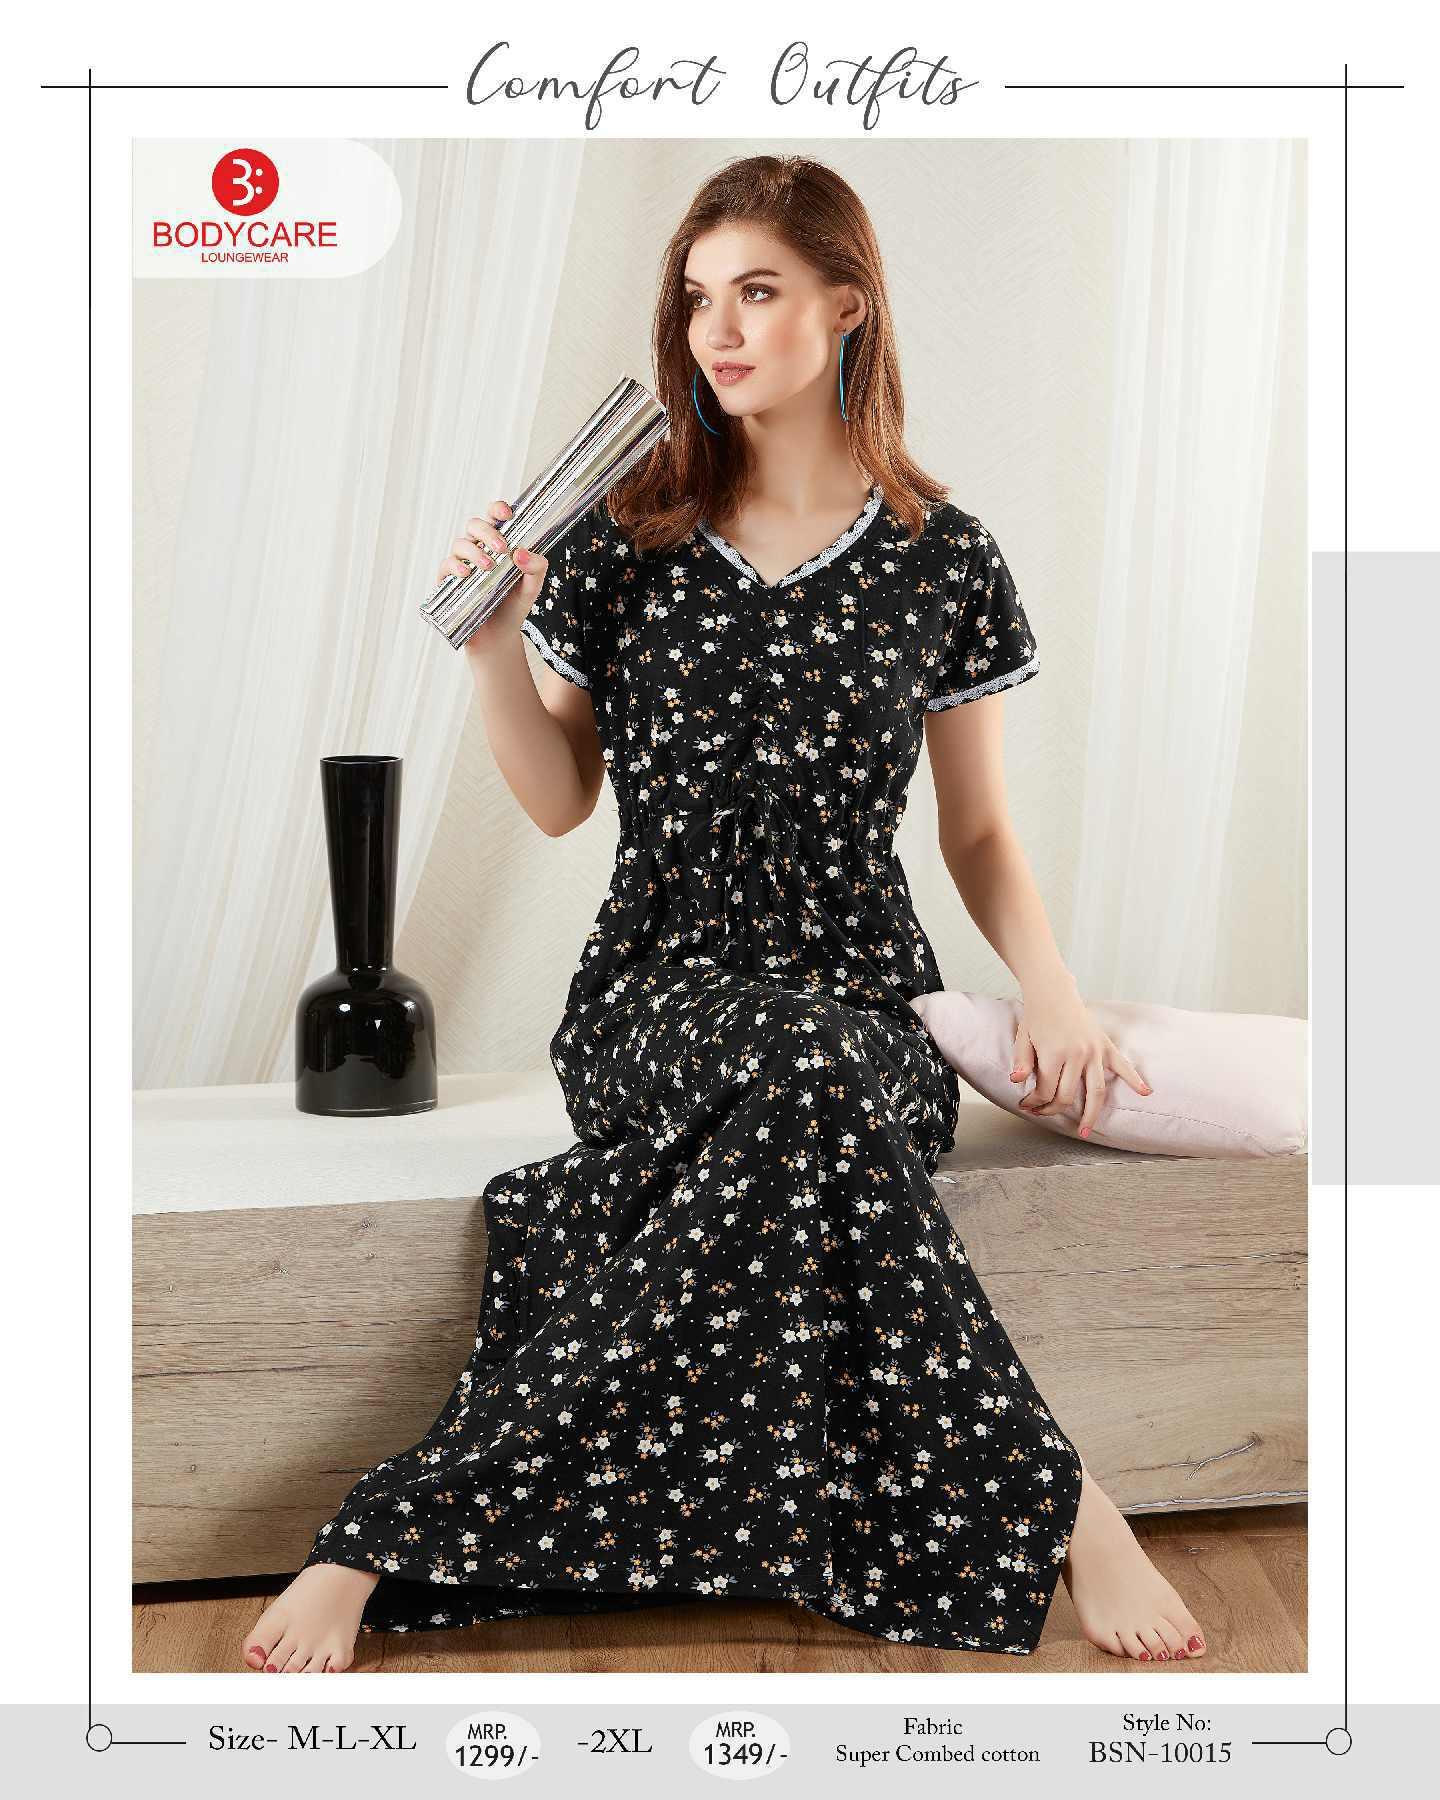 Comfort Outfits
B:
BODYCARE
LOUNGEWEAR
Size- M-L-XL
MRP.
1299/-
-2XL
MRP.
1349/-
Fabric
Super Combed cotton
Style No:
BSN-10015